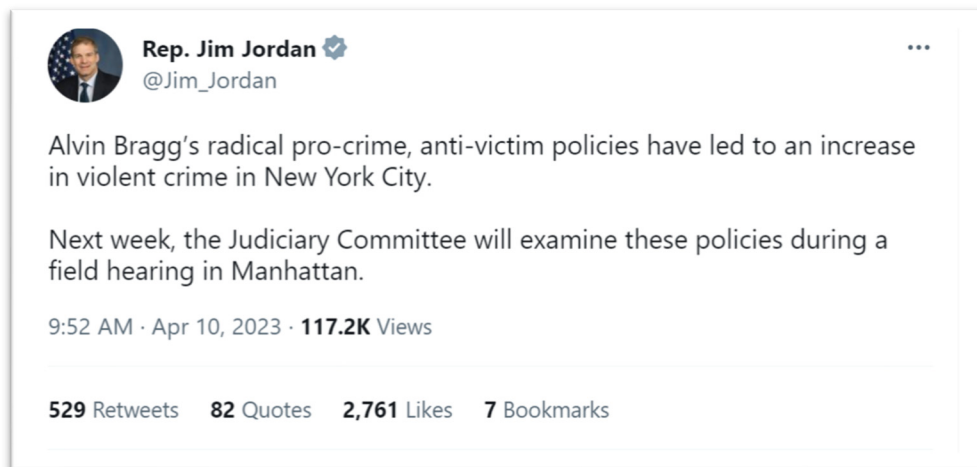 Rep. Jim Jordan
@Jim_Jordan
Alvin Bragg’s radical pro-crime, anti-victim policies have led to an increase
in violent crime in New York City.
Next week, the Judiciary Committee will examine these policies during a
field hearing in Manhattan.
9:52 AM · Apr 10, 2023 · 117.2K Views
529 Retweets 82 Quotes 2,761 Likes 7 Bookmarks